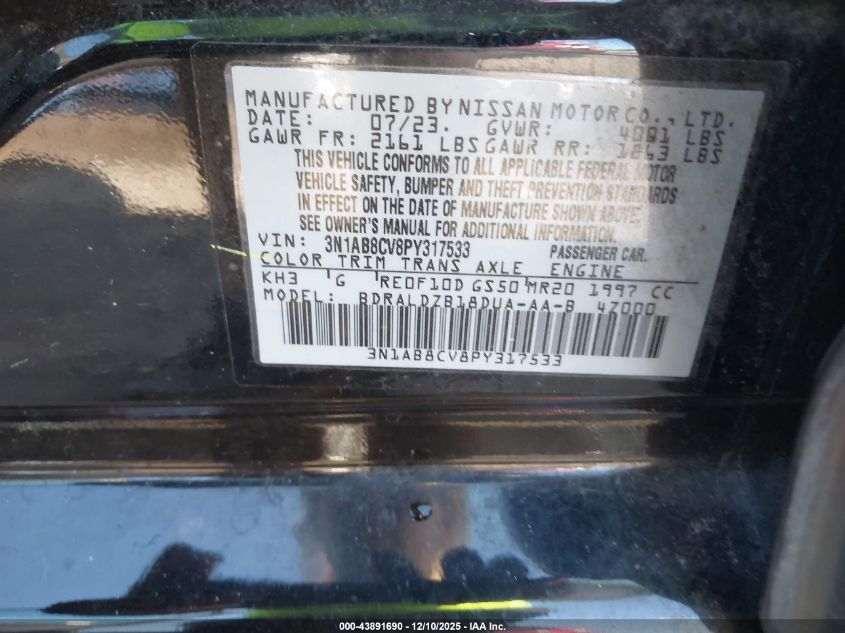 MANUFACTURED BY NISSAN MOTOR CO., LTD.
DATE: 07/23. GVWR: 4001 LBS
GAWR FR: 2161 LBS GAWR RR: 1863 LBS
THIS VEHICLE CONFORMS TO ALL APPLICABLE FEDERAL MOTOR
VEHICLE SAFETY, BUMPER AND THEFT PREVENTION STANDARDS
IN EFFECT ON THE DATE OF MANUFACTURE SHOWN ABOVE.
SEE OWNER'S MANUAL FOR ADDITIONAL INFORMATION.
VIN: 3N1AB8CV8PY317533 PASSENGER CAR.
COLOR TRIM TRANS AXLE ENGINE
KH3 G RE0F10D GS50 MR20 1997 CC
MODEL: BDRALDZB18DUA-AA-B 47000
3N1AB8CV8PY317533
000-43891690 - 12/10/2025 - IAA Inc.